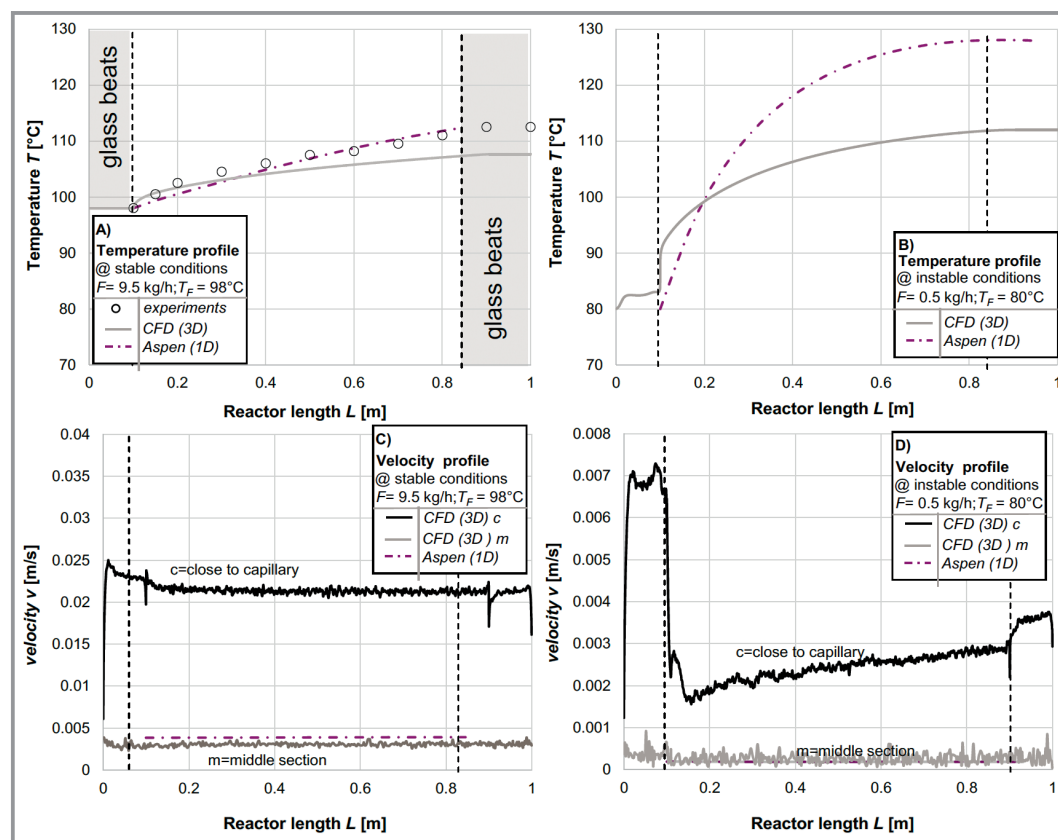 130
120
110
100
90
80
70
Temperature T [°C]
glass beats
glass beats
A)
Temperature profile
@ stable conditions
F= 9.5 kg/h; T_F = 98°C
experiments
CFD (3D)
Aspen (1D)
0
0.2
0.4
0.6
0.8
1
Reactor length L [m]
130
120
110
100
90
80
70
Temperature T [°C]
B)
Temperature profile
@ instable conditions
F= 0.5 kg/h; T_F = 80°C
CFD (3D)
Aspen (1D)
0
0.2
0.4
0.6
0.8
1
Reactor length L [m]
0.04
0.035
0.03
0.025
0.02
0.015
0.01
0.005
0
velocity v [m/s]
C)
Velocity profile
@ stable conditions
F= 9.5 kg/h; T_F = 98°C
CFD (3D) c
CFD (3D ) m
Aspen (1D)
c=close to capillary
m=middle section
0
0.2
0.4
0.6
0.8
1
Reactor length L [m]
0.008
0.007
0.006
0.005
0.004
0.003
0.002
0.001
0
velocity v [m/s]
D)
Velocity profile
@ instable conditions
F= 0.5 kg/h; T_F = 80°C
CFD (3D) c
CFD (3D ) m
Aspen (1D)
c=close to capillary
m=middle section
0
0.2
0.4
0.6
0.8
1
Reactor length L [m]